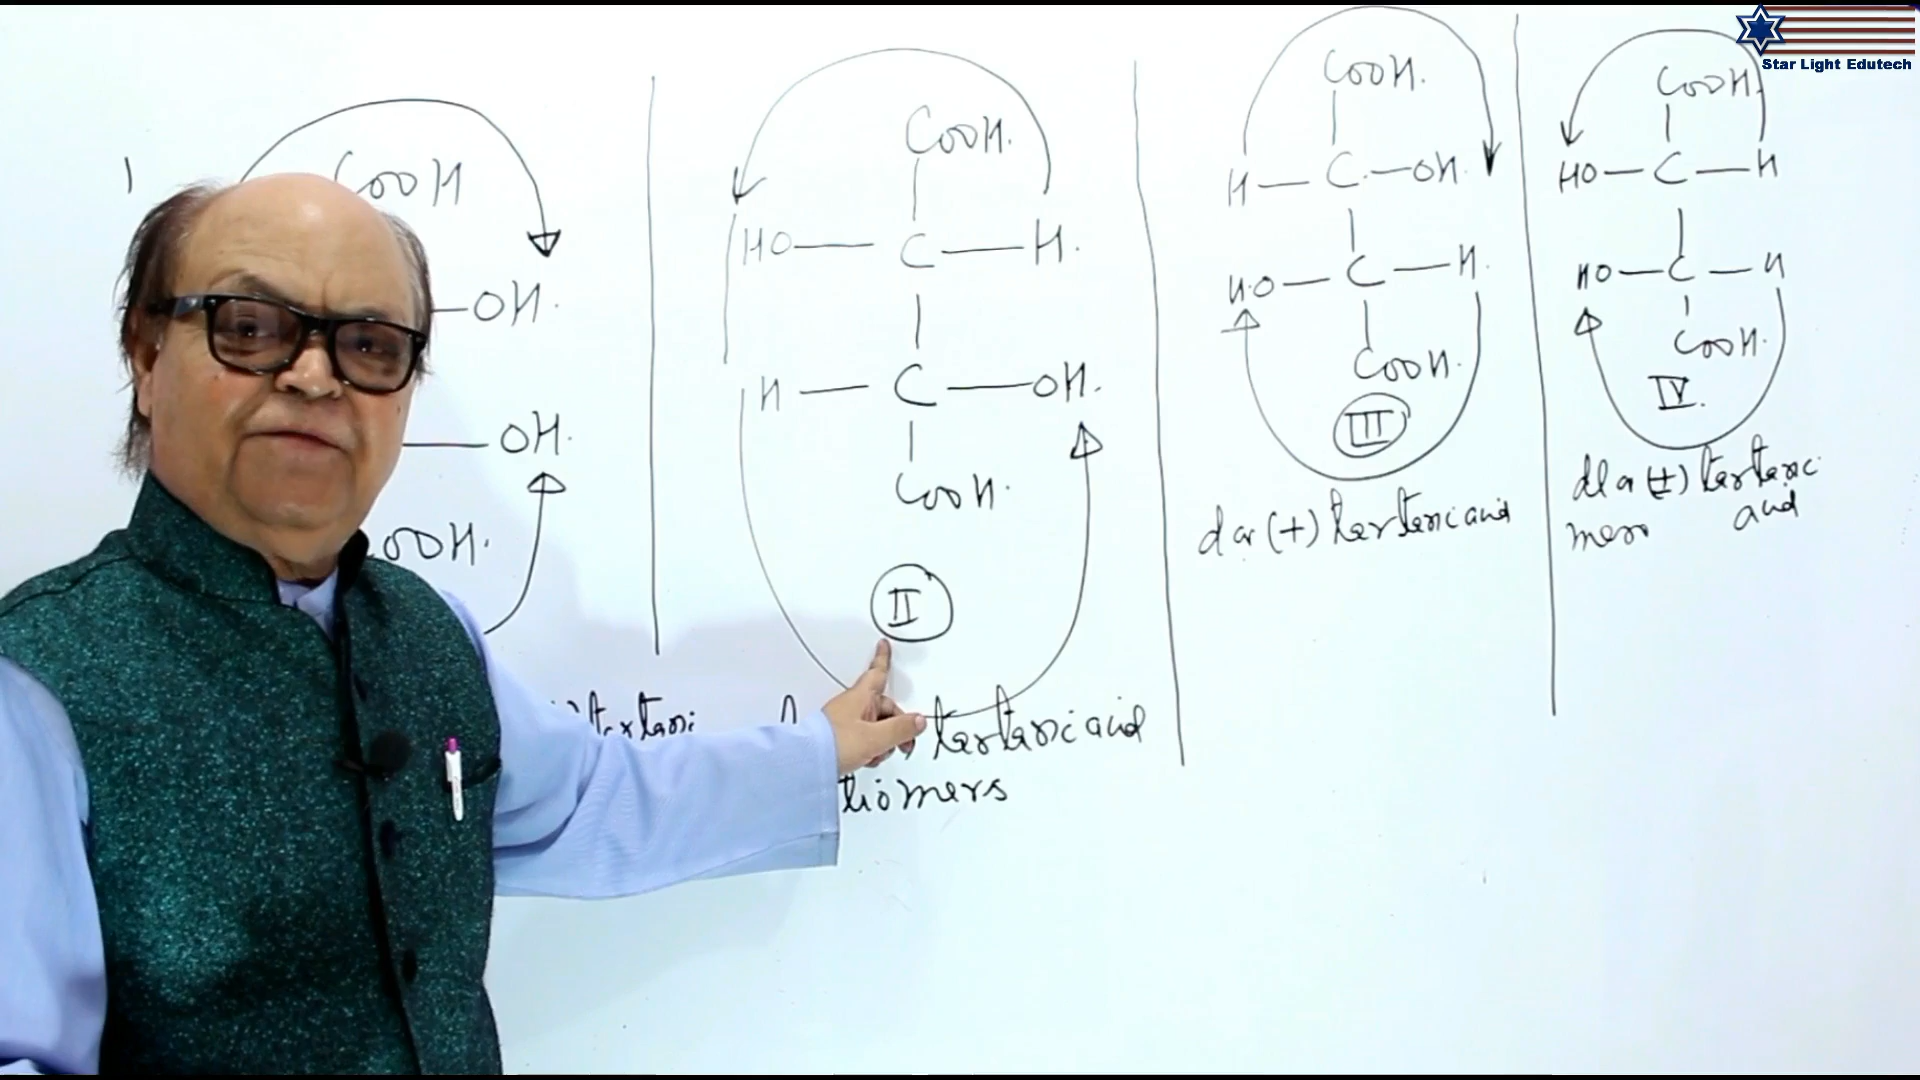 Star Light Edutech
COOH
OH.
OH.
COOH.
COOH.
HO — C — H.
H — C — OH.
COOH.
II
tartaric acid
tiomers
COOH.
H — C — OH.
HO — C — H.
COOH.
III
d or (+) tartaric acid
COOH
HO — C — H
HO — C — H
COOH.
IV.
dl or (±) tartaric
meso acid